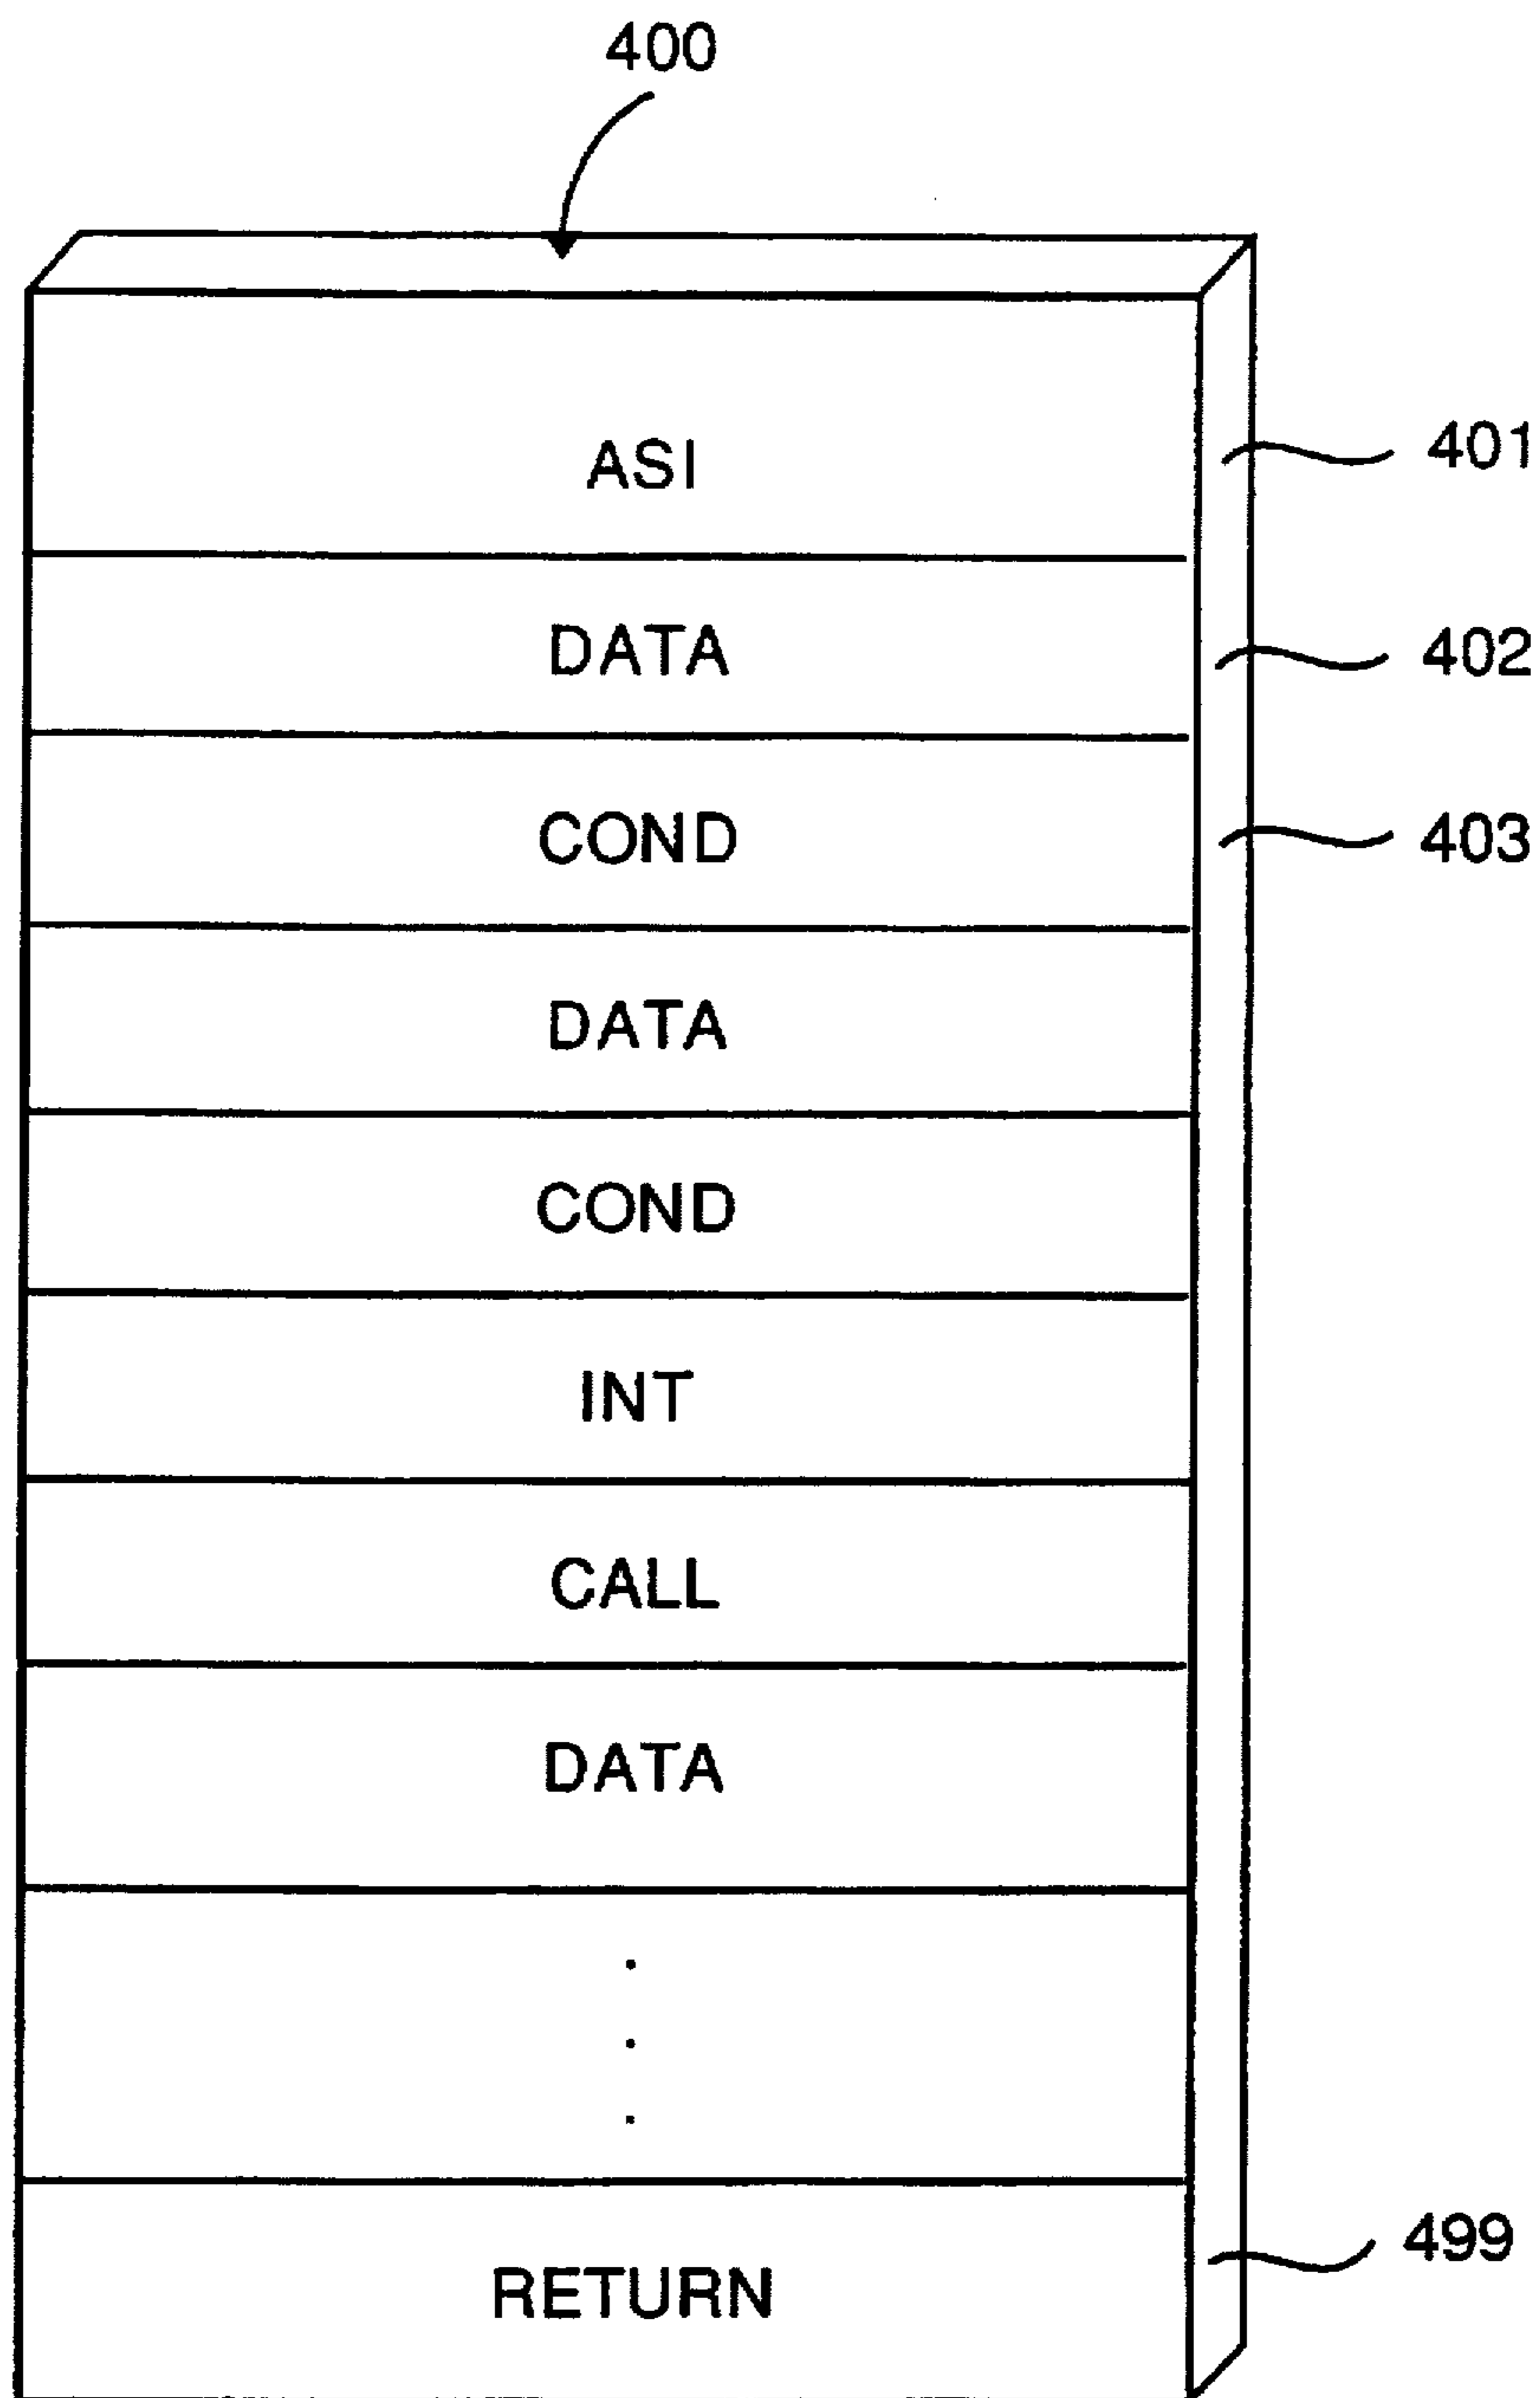 400
ASI
401
DATA
402
COND
403
DATA
COND
INT
CALL
DATA
.
.
.
RETURN
499